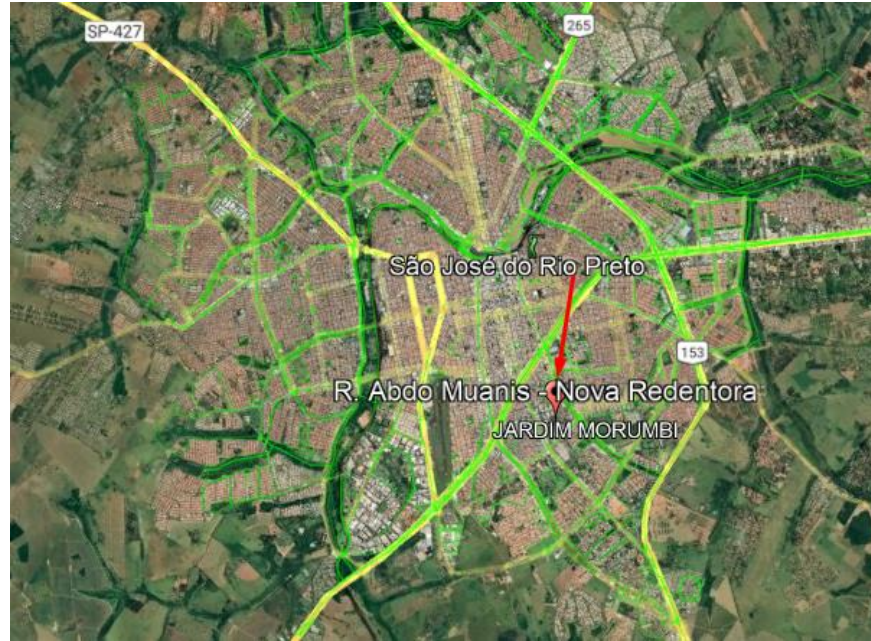 SP-427
265
São José do Rio Preto
153
R. Abdo Muanis - Nova Redentora
JARDIM MORUMBI